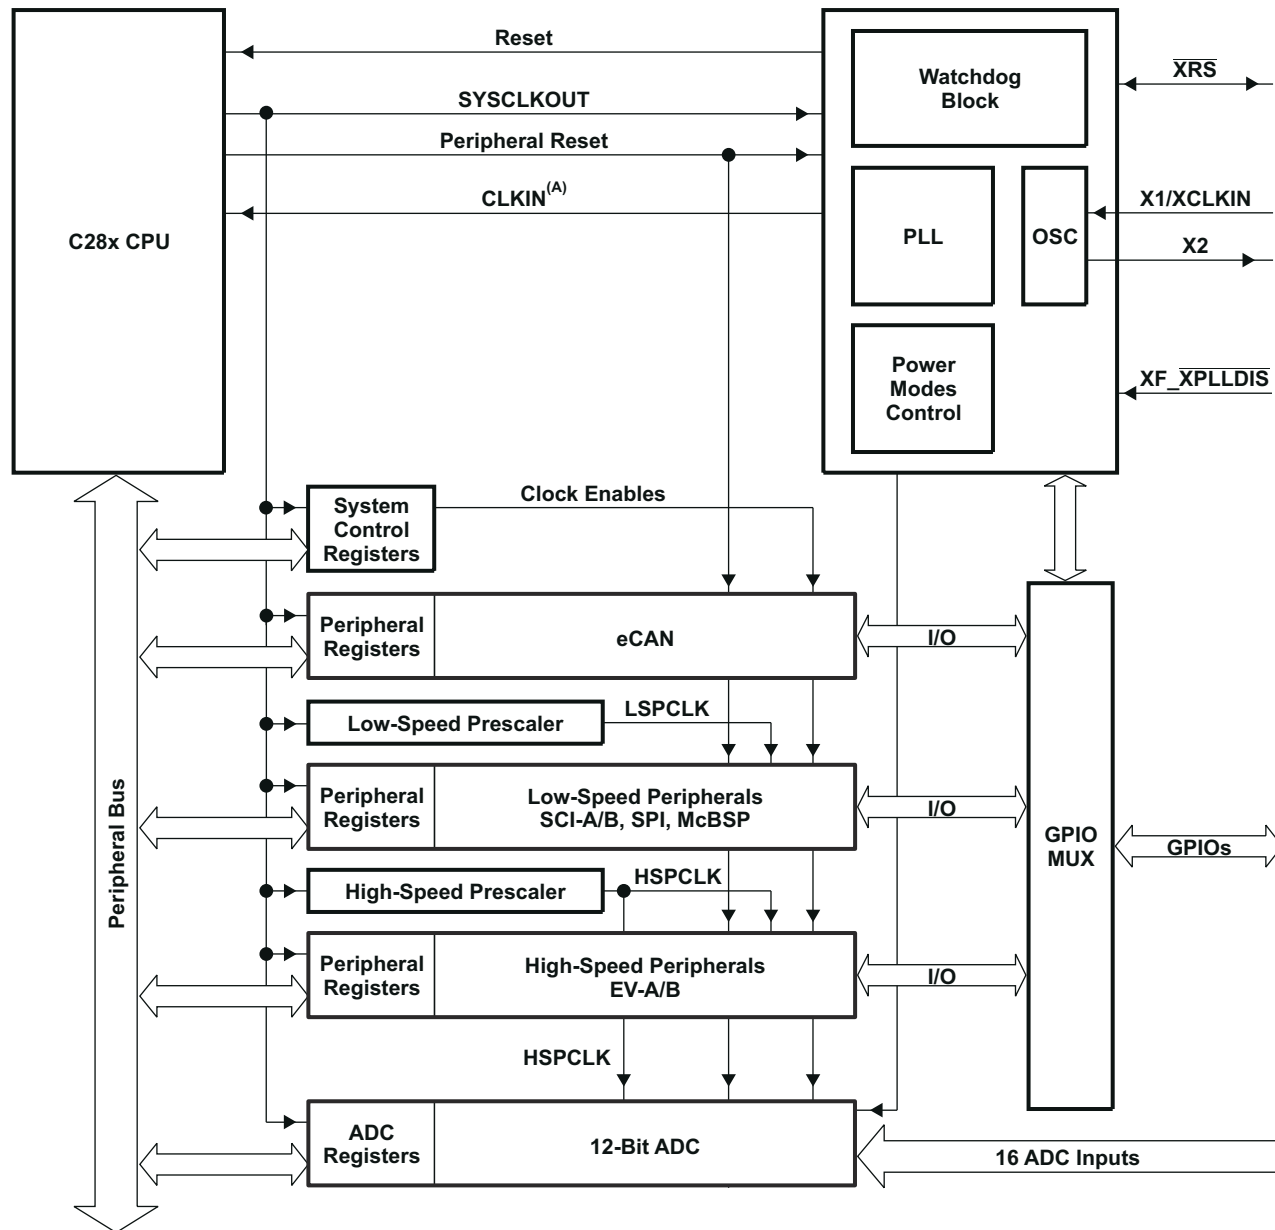 Reset
SYSCLKOUT
Peripheral Reset
CLKIN(A)
C28x CPU
Watchdog
Block
PLL
OSC
Power
Modes
Control
XRS
X1/XCLKIN
X2
XF_XPLLDIS
System
Control
Registers
Clock Enables
Peripheral
Registers
eCAN
I/O
Low-Speed Prescaler
LSPCLK
Peripheral
Registers
Low-Speed Peripherals
SCI-A/B, SPI, McBSP
I/O
High-Speed Prescaler
HSPCLK
Peripheral
Registers
High-Speed Peripherals
EV-A/B
I/O
HSPCLK
ADC
Registers
12-Bit ADC
16 ADC Inputs
GPIO
MUX
GPIOs
Peripheral Bus